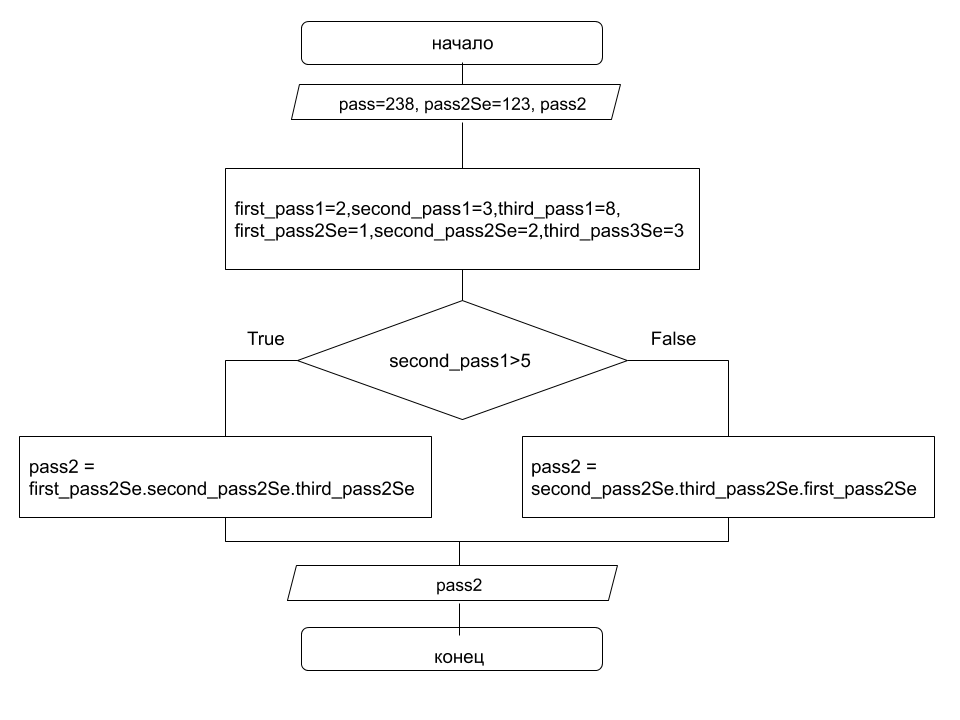 начало
pass=238, pass2Se=123, pass2
first_pass1=2,second_pass1=3,third_pass1=8,
first_pass2Se=1,second_pass2Se=2,third_pass3Se=3
True
False
second_pass1>5
pass2 =
first_pass2Se.second_pass2Se.third_pass2Se
pass2 =
second_pass2Se.third_pass2Se.first_pass2Se
pass2
конец